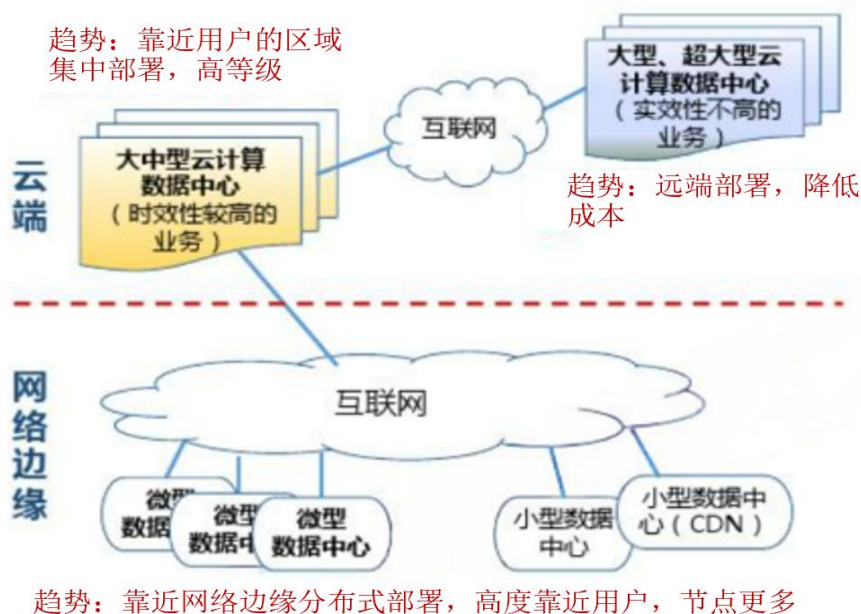 趋势：靠近用户的区域
集中部署，高等级
大型、超大型云
计算数据中心
（实效性不高的
业务）
互联网
大中型云计算
数据中心
（时效性较高的
业务）
趋势：远端部署，降低
成本
云端
互联网
网络边缘
微型
数据
微型
数据中
微型
数据中心
小型数据
中心
小型数据中
心（CDN）
趋势：靠近网络边缘分布式部署，高度靠近用户，节点更多